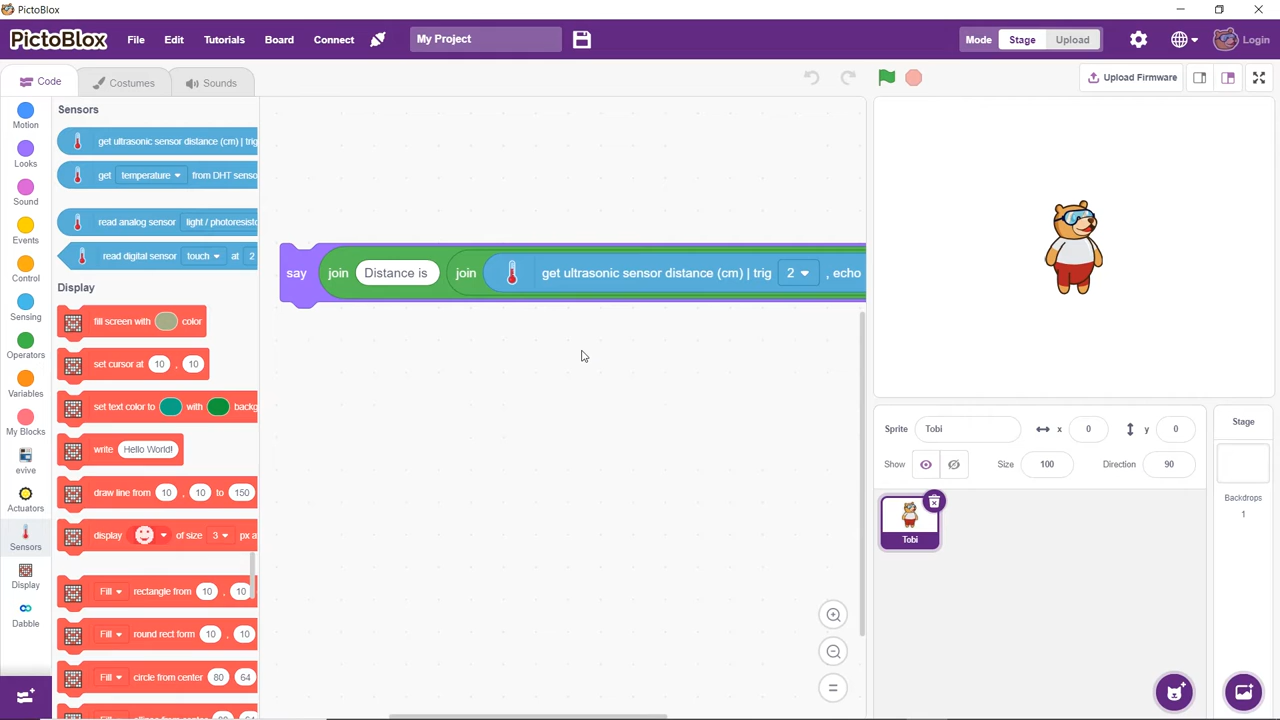 PictoBlox
PictoBlox File Edit Tutorials Board Connect My Project Mode Stage Upload Login
Code Costumes Sounds Upload Firmware
Motion
Looks
Sound
Events
Control
Sensing
Operators
Variables
My Blocks
evive
Actuators
Sensors
Display
Dabble
Sensors
get ultrasonic sensor distance (cm) | trig
get temperature from DHT senso
read analog sensor light / photoresisto
read digital sensor touch at 2
Display
fill screen with color
set cursor at 10 , 10
set text color to with backg
write Hello World!
draw line from 10 , 10 to 150
display of size 3 px a
Fill rectangle from 10 , 10
Fill round rect form 10 , 10
Fill circle from center 80 64
say join Distance is join get ultrasonic sensor distance (cm) | trig 2 , echo
Sprite Tobi x 0 y 0
Show Size 100 Direction 90
Tobi
Stage
Backdrops
1